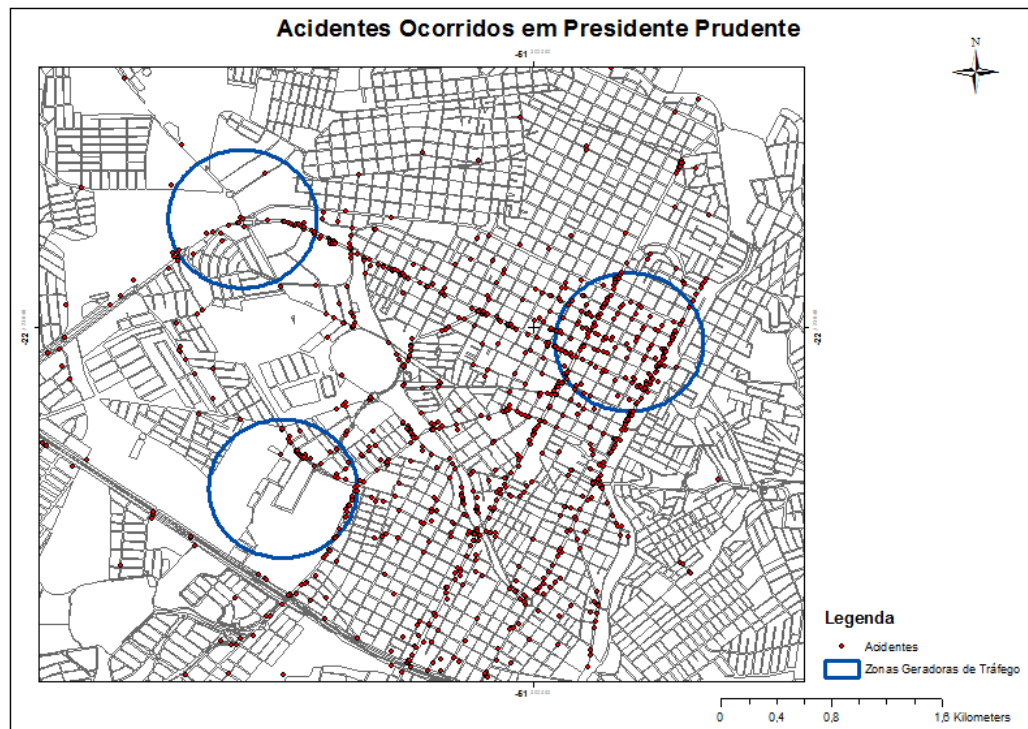 Acidentes Ocorridos em Presidente Prudente
-51
N
-22
-22
-51
Legenda
Acidentes
Zonas Geradoras de Tráfego
0 0,4 0,8 1,6 Kilometers